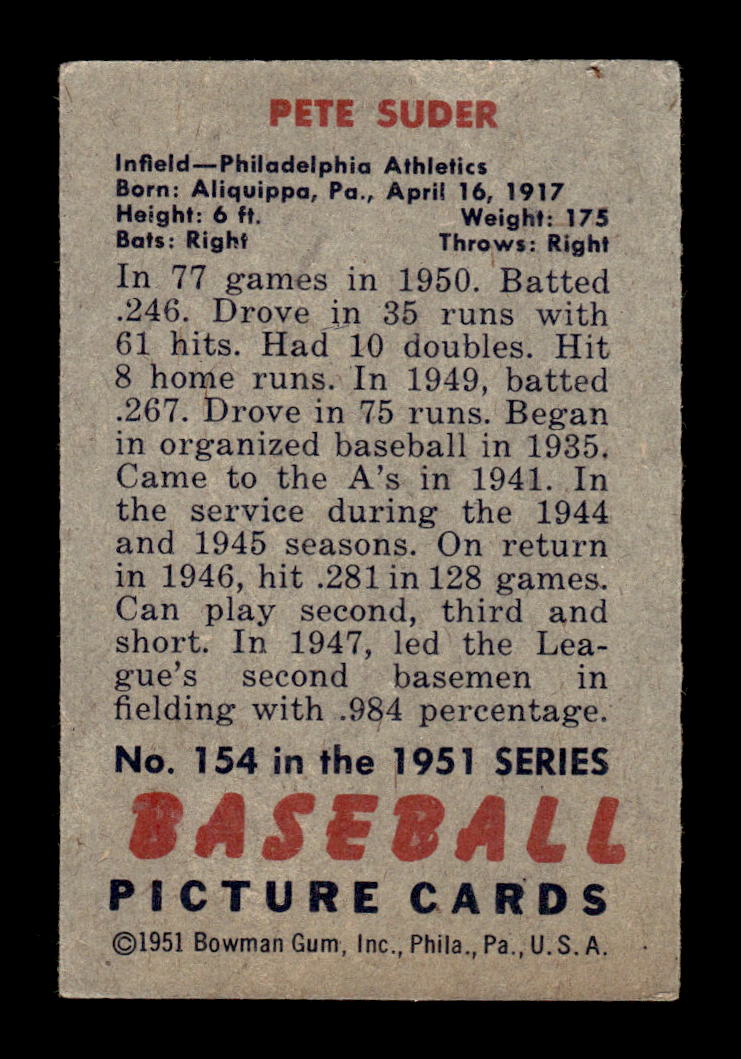 PETE SUDER
Infield—Philadelphia Athletics
Born: Aliquippa, Pa., April 16, 1917
Height: 6 ft. Weight: 175
Bats: Right Throws: Right
In 77 games in 1950. Batted
.246. Drove in 35 runs with
61 hits. Had 10 doubles. Hit
8 home runs. In 1949, batted
.267. Drove in 75 runs. Began
in organized baseball in 1935.
Came to the A's in 1941. In
the service during the 1944
and 1945 seasons. On return
in 1946, hit .281 in 128 games.
Can play second, third and
short. In 1947, led the Lea-
gue's second basemen in
fielding with .984 percentage.
No. 154 in the 1951 SERIES
BASEBALL
PICTURE CARDS
©1951 Bowman Gum, Inc., Phila., Pa., U.S.A.